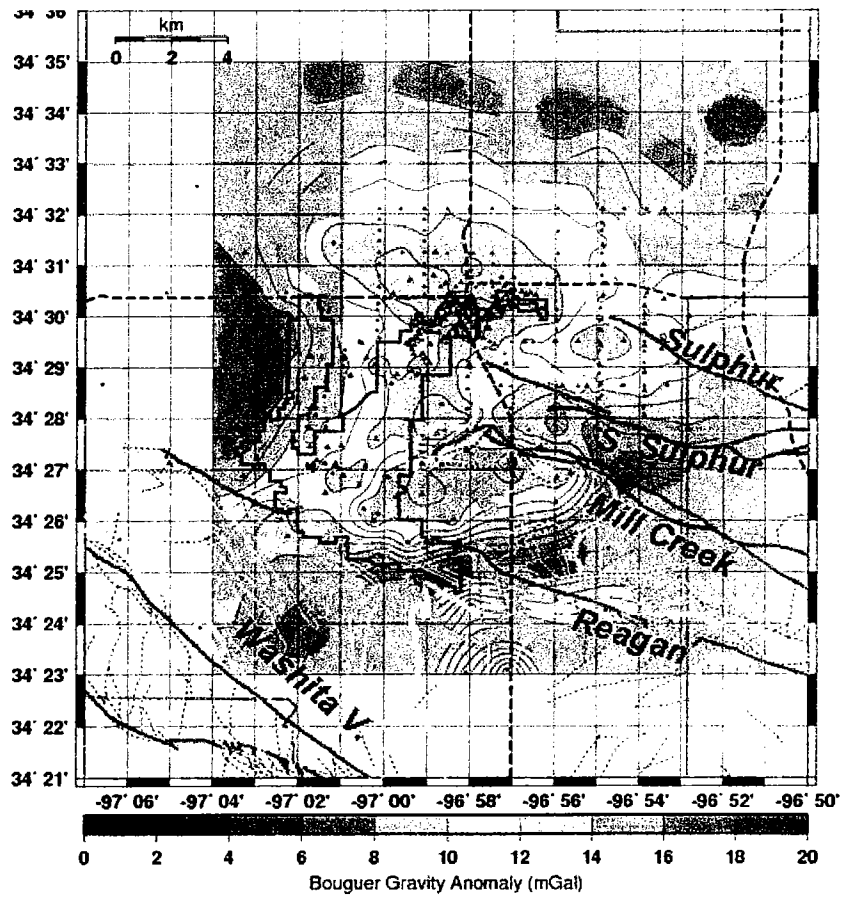 34° 36'
km
0 2 4
34° 35'
34° 34'
34° 33'
34° 32'
34° 31'
34° 30'
34° 29'
34° 28'
34° 27'
34° 26'
34° 25'
34° 24'
34° 23'
34° 22'
34° 21'
Sulphur
S. Sulphur
Mill Creek
Reagan
Washita V.
-97° 06' -97° 04' -97° 02' -97° 00' -96° 58' -96° 56' -96° 54' -96° 52' -96° 50'
0 2 4 6 8 10 12 14 16 18 20
Bouguer Gravity Anomaly (mGal)